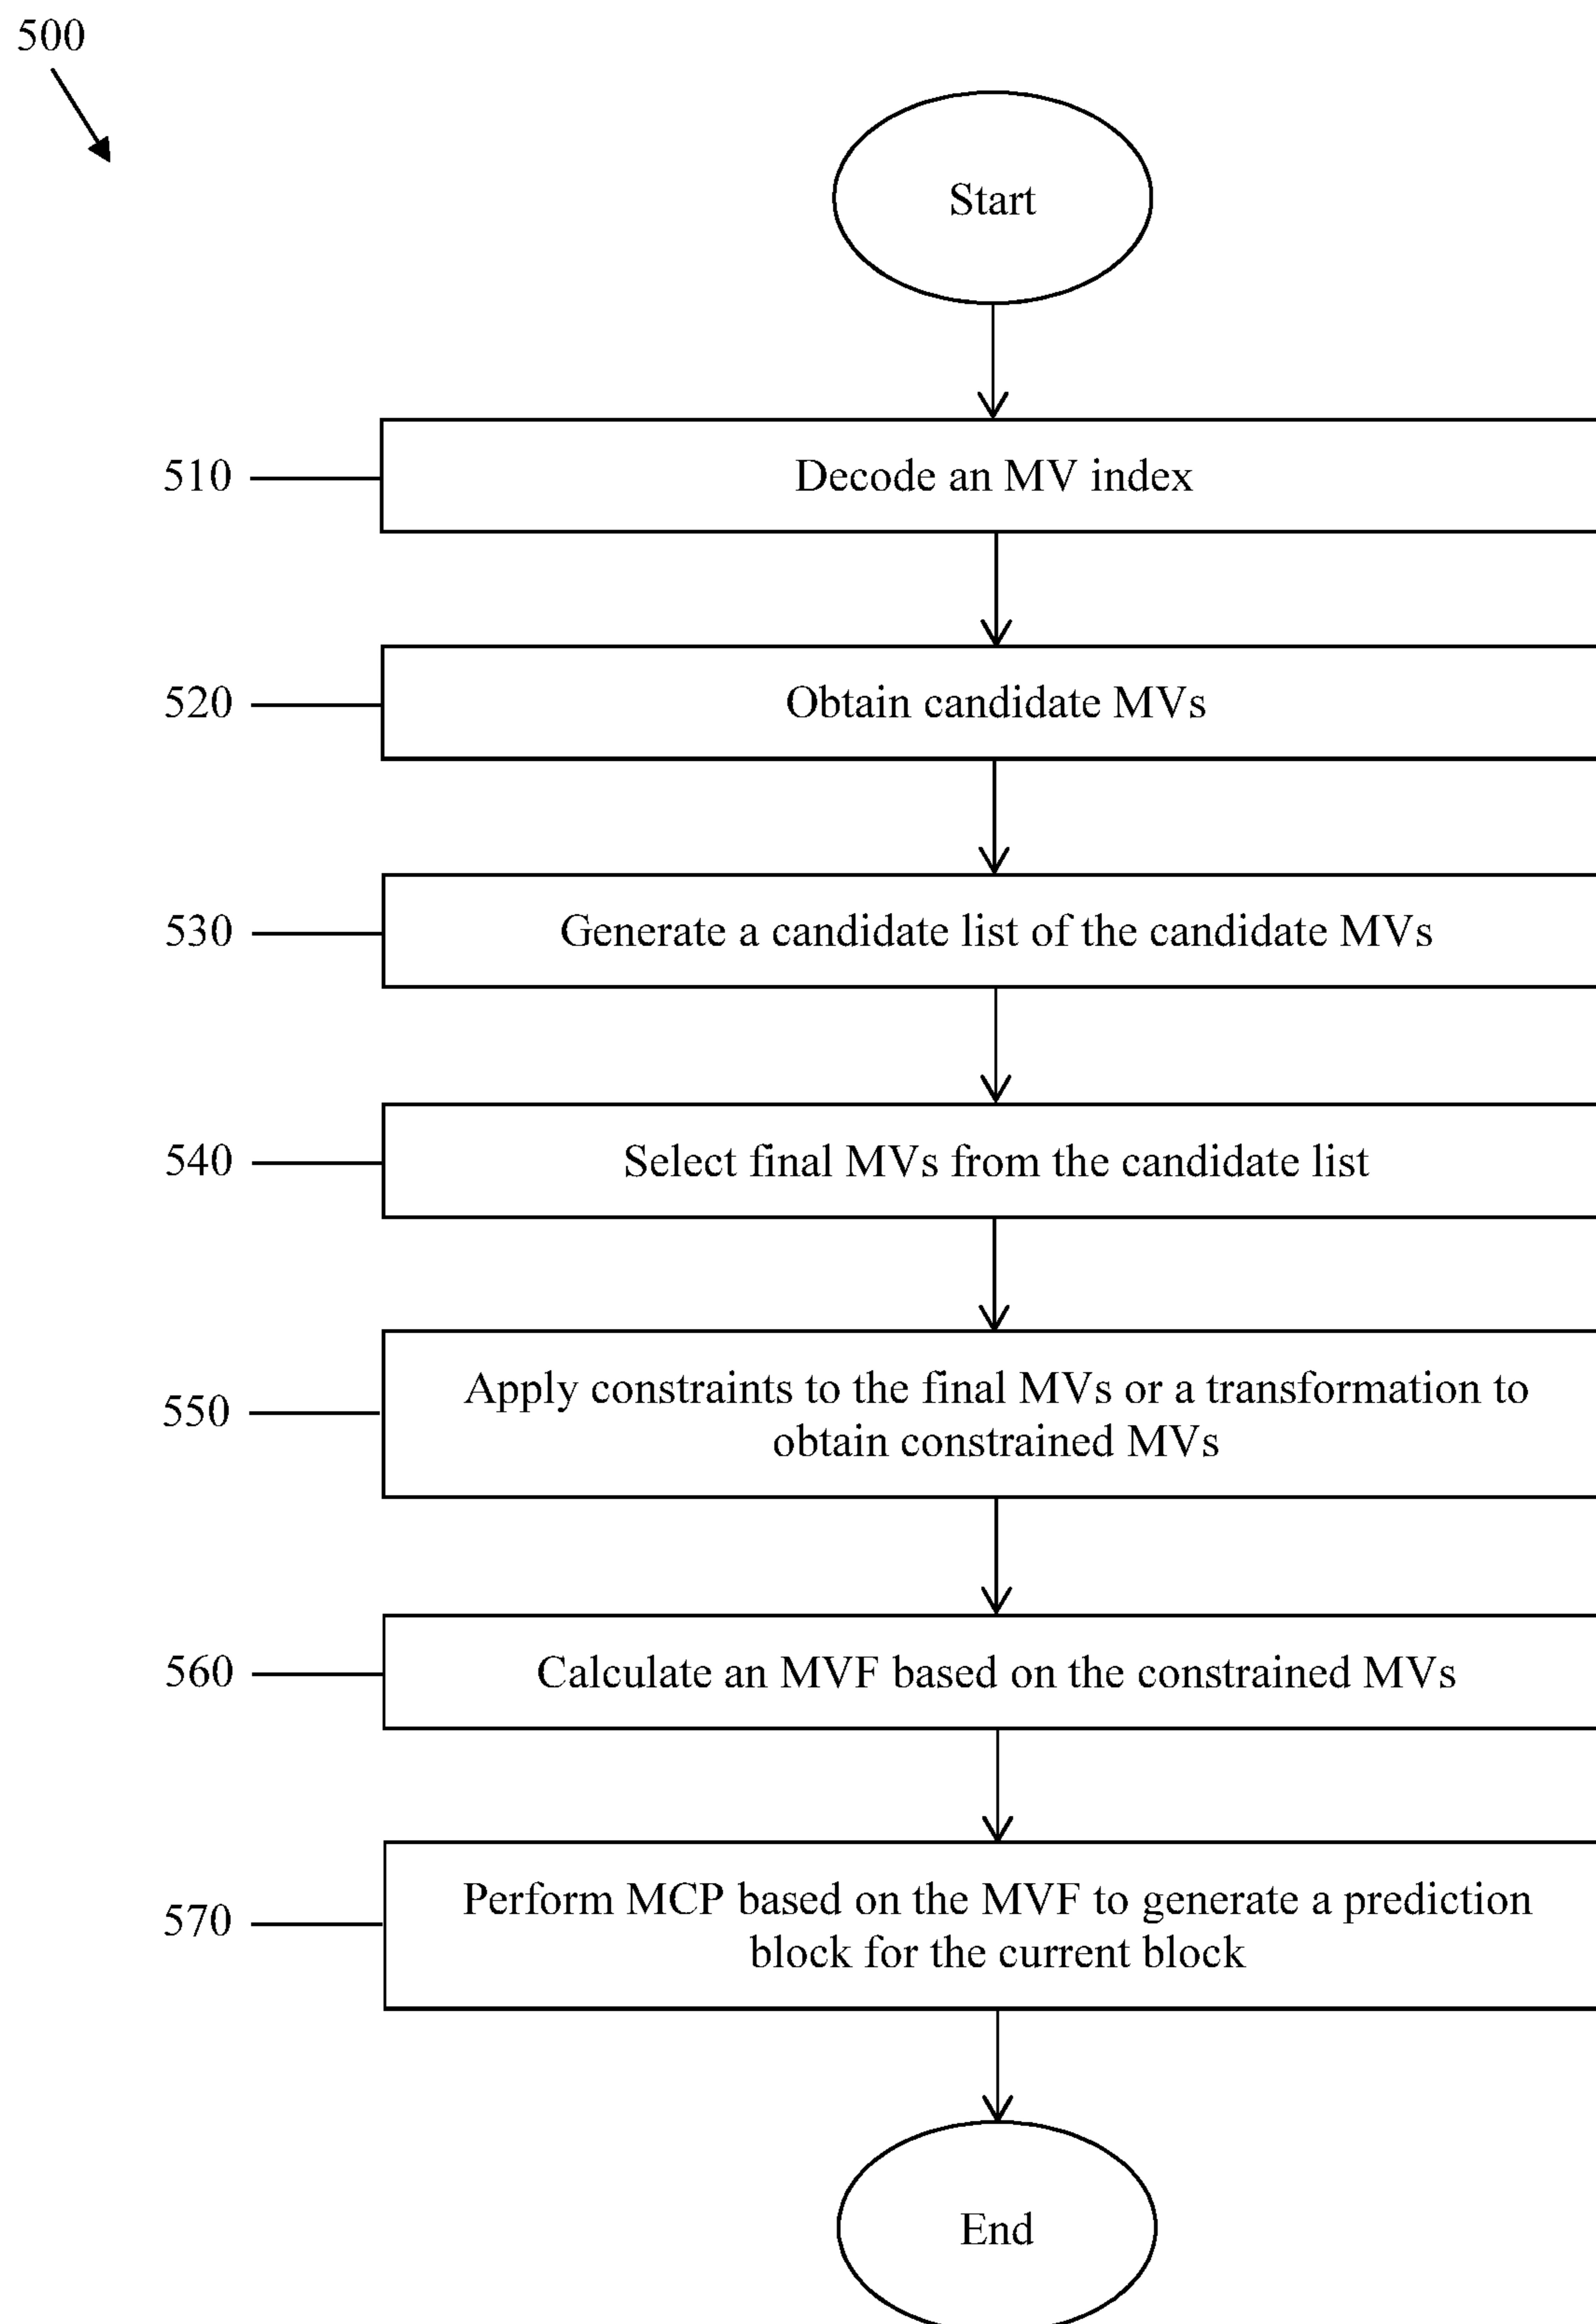 500
Start
510
Decode an MV index
520
Obtain candidate MVs
530
Generate a candidate list of the candidate MVs
540
Select final MVs from the candidate list
550
Apply constraints to the final MVs or a transformation to
obtain constrained MVs
560
Calculate an MVF based on the constrained MVs
570
Perform MCP based on the MVF to generate a prediction
block for the current block
End